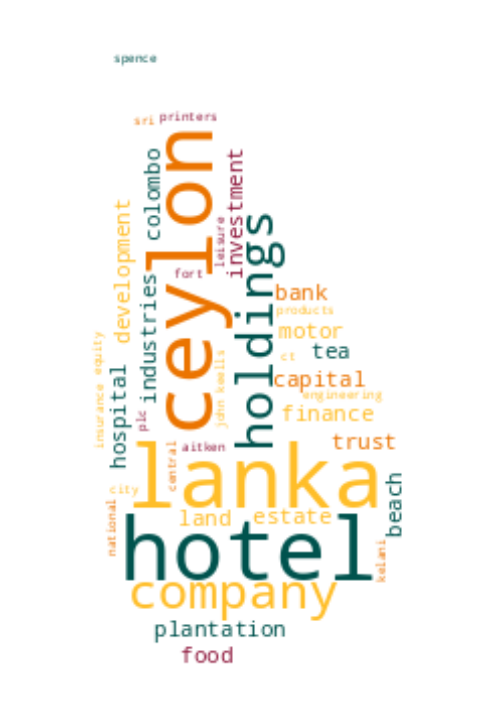 spence
sri
printers
ceylon
colombo
investment
development
leisure
holdings
fort
industries
bank
products
motor
tea
ct
capital
engineering
finance
john keells
equity
insurance
hospital
plc
trust
aitken
central
lanka
city
beach
national
land
estate
hotel
kelani
company
plantation
food